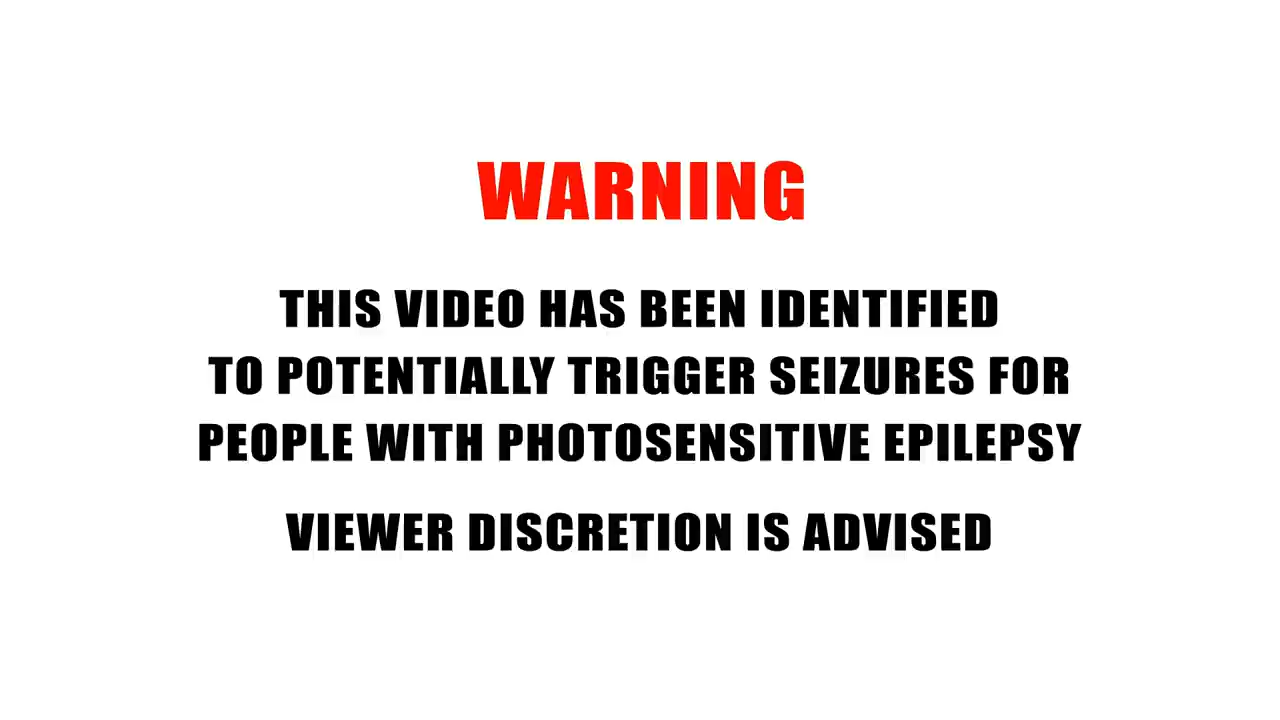 WARNING
THIS VIDEO HAS BEEN IDENTIFIED
TO POTENTIALLY TRIGGER SEIZURES FOR
PEOPLE WITH PHOTOSENSITIVE EPILEPSY
VIEWER DISCRETION IS ADVISED